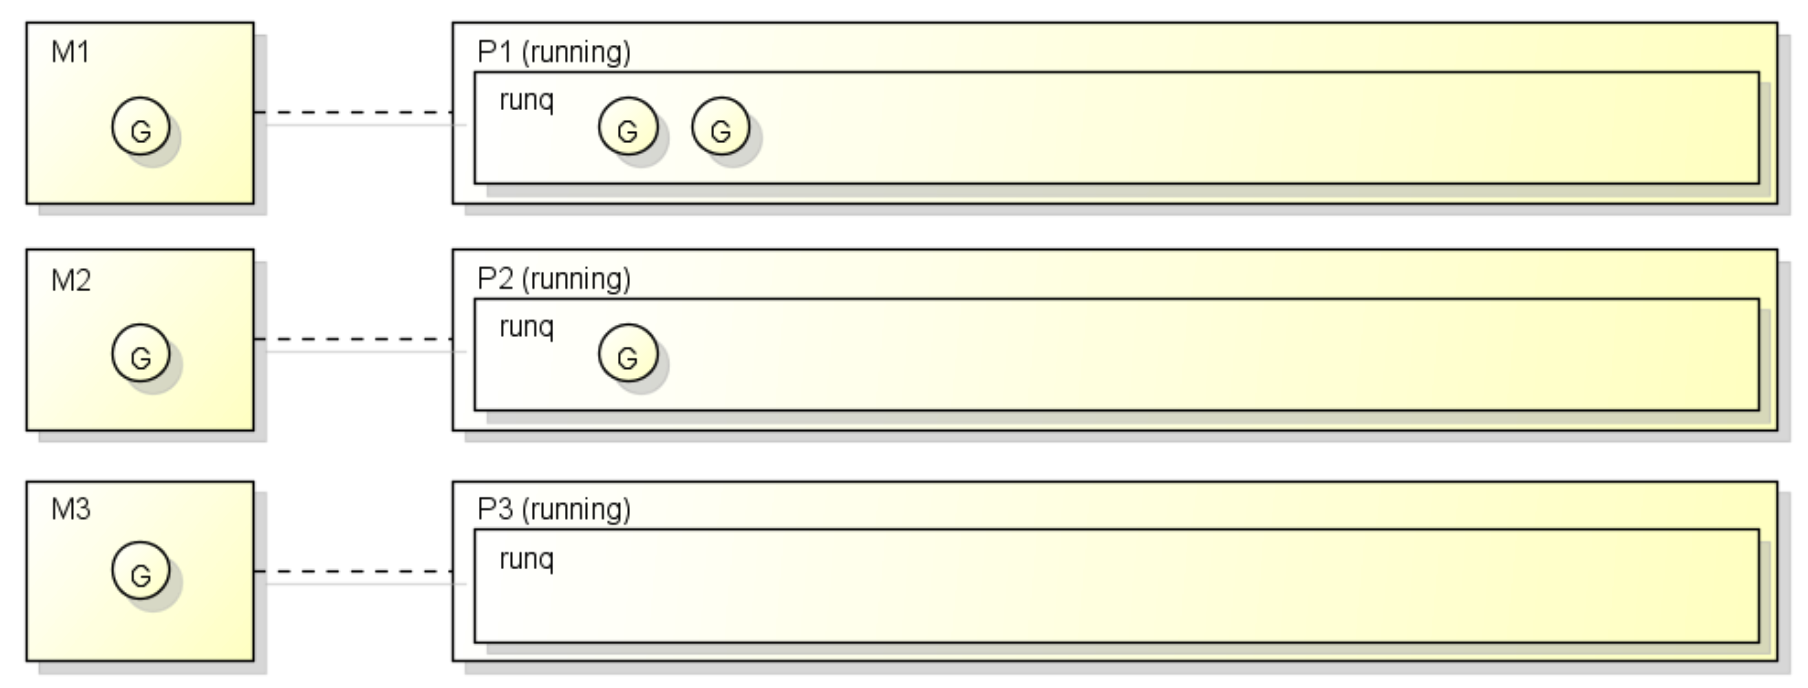 M1
G
P1 (running)
runq
G G
M2
G
P2 (running)
runq
G
M3
G
P3 (running)
runq